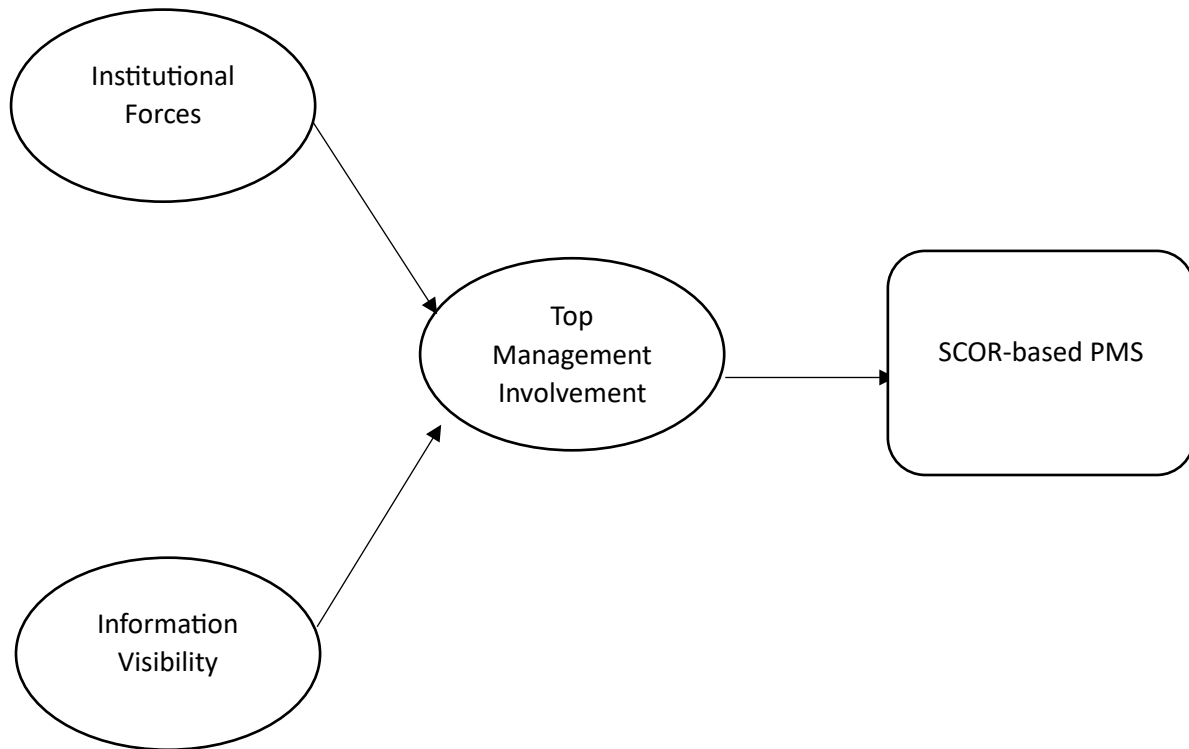 Institutional
Forces
Top
Management
Involvement
SCOR-based PMS
Information
Visibility